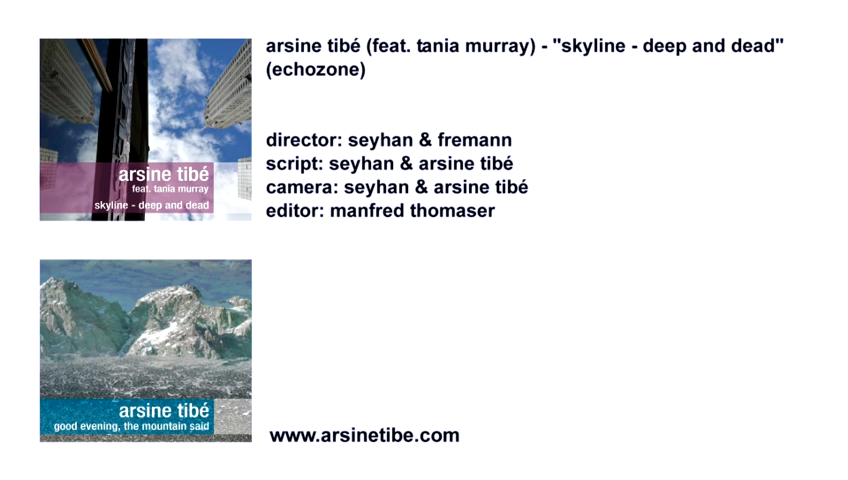 arsine tibé (feat. tania murray) - "skyline - deep and dead"
(echozone)
director: seyhan & fremann
script: seyhan & arsine tibé
camera: seyhan & arsine tibé
editor: manfred thomaser
arsine tibé
feat. tania murray
skyline - deep and dead
arsine tibé
good evening, the mountain said
www.arsinetibe.com